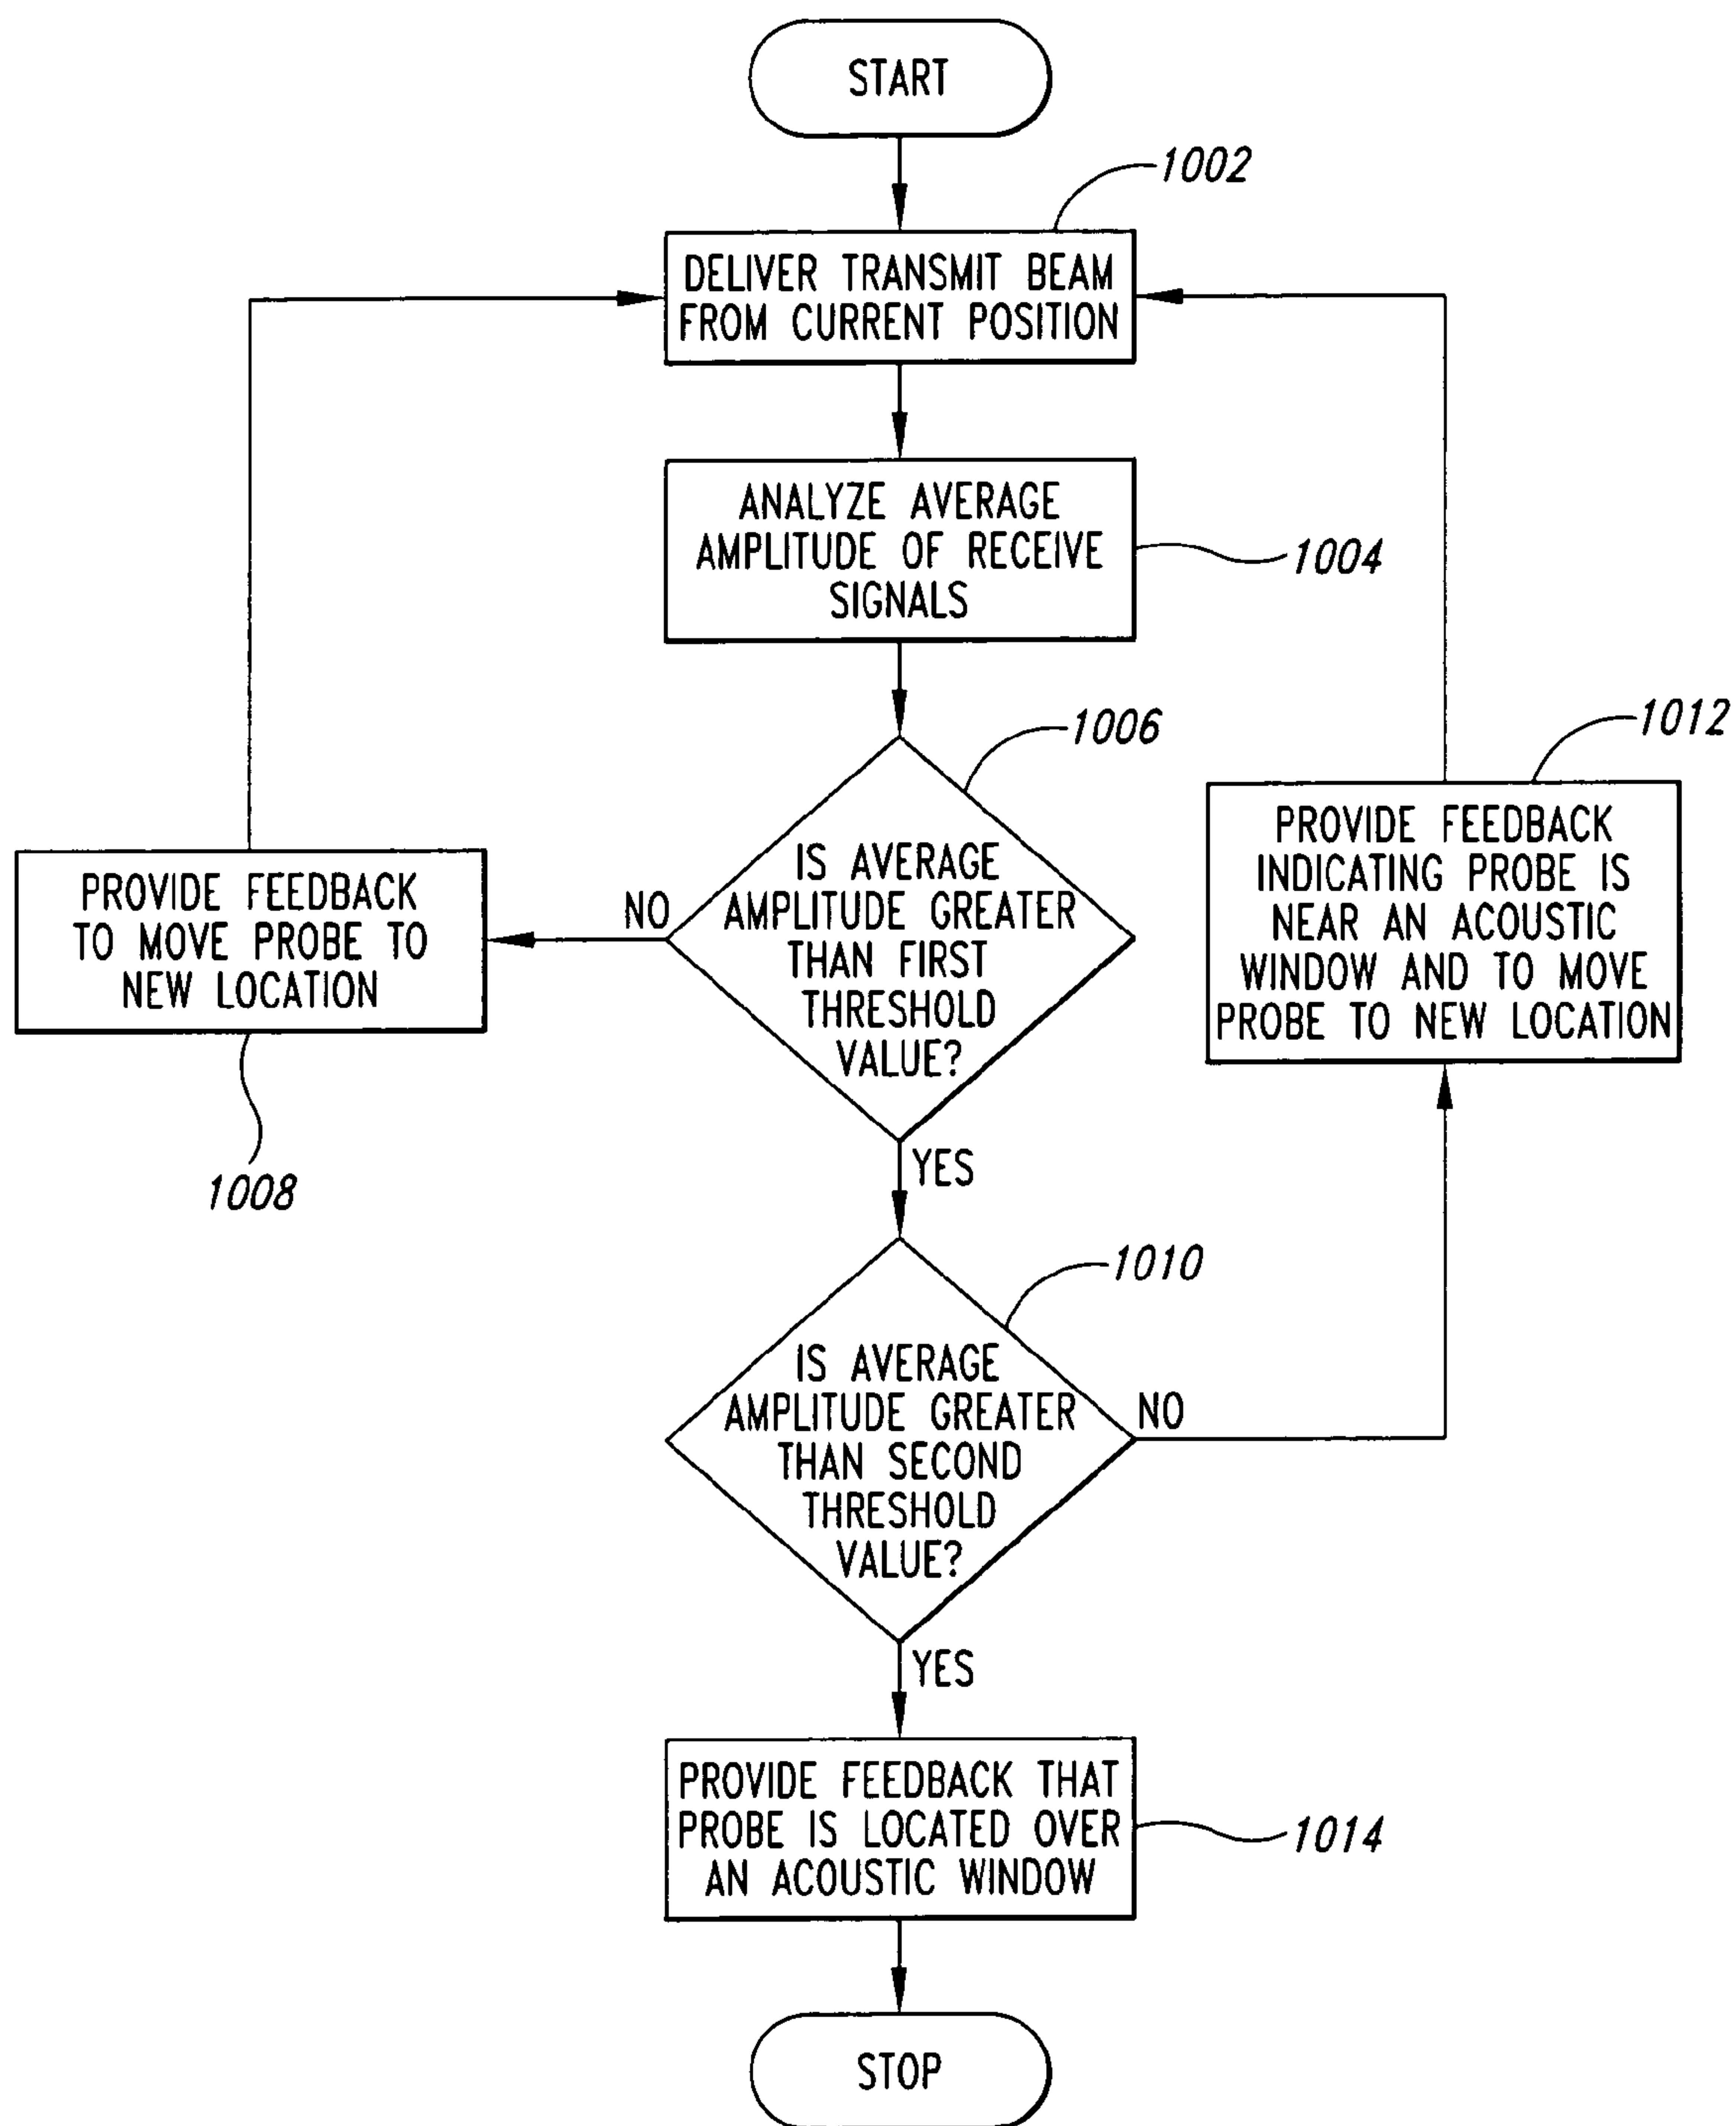 START
1002
DELIVER TRANSMIT BEAM
FROM CURRENT POSITION
ANALYZE AVERAGE
AMPLITUDE OF RECEIVE
SIGNALS
1004
1006
IS AVERAGE
AMPLITUDE GREATER
THAN FIRST
THRESHOLD
VALUE?
NO
PROVIDE FEEDBACK
TO MOVE PROBE TO
NEW LOCATION
1008
1012
PROVIDE FEEDBACK
INDICATING PROBE IS
NEAR AN ACOUSTIC
WINDOW AND TO MOVE
PROBE TO NEW LOCATION
YES
1010
IS AVERAGE
AMPLITUDE GREATER
THAN SECOND
THRESHOLD
VALUE?
NO
YES
PROVIDE FEEDBACK THAT
PROBE IS LOCATED OVER
AN ACOUSTIC WINDOW
1014
STOP